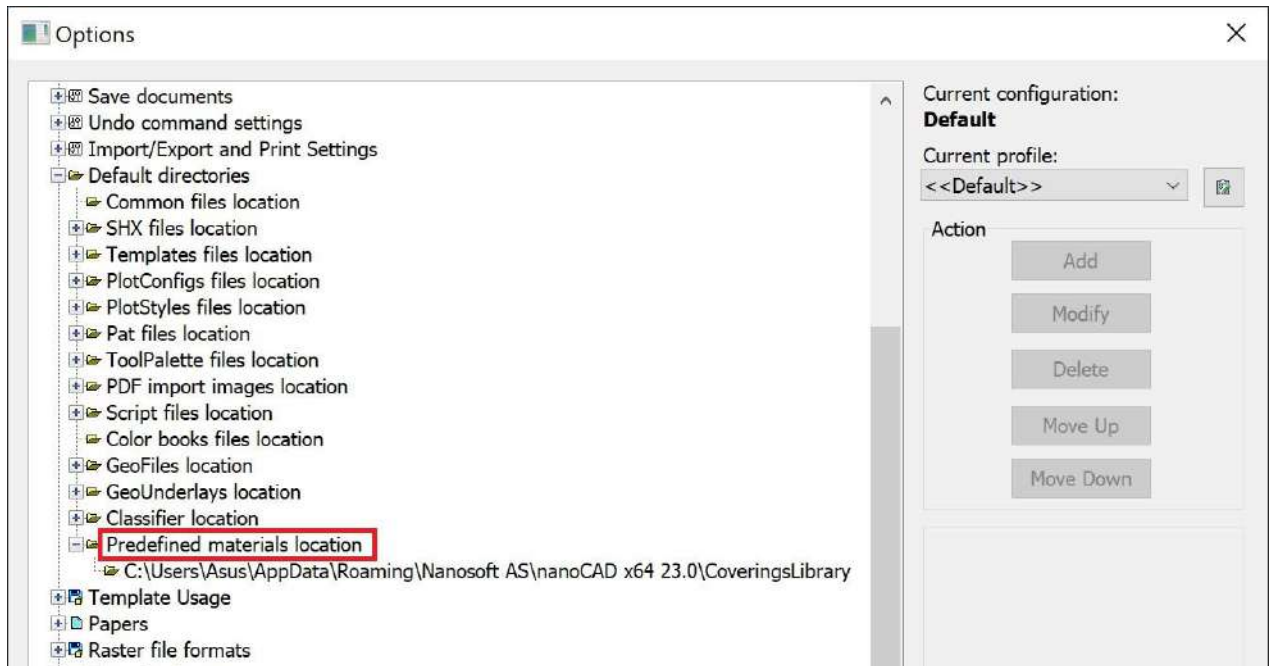 Options
Save documents
Undo command settings
Import/Export and Print Settings
Default directories
Common files location
SHX files location
Templates files location
PlotConfigs files location
PlotStyles files location
Pat files location
ToolPalette files location
PDF import images location
Script files location
Color books files location
GeoFiles location
GeoUnderlays location
Classifier location
Predefined materials location
C:\Users\Asus\AppData\Roaming\Nanosoft AS\nanoCAD x64 23.0\CoveringsLibrary
Template Usage
Papers
Raster file formats
Current configuration:
Default
Current profile:
<<Default>>
Action
Add
Modify
Delete
Move Up
Move Down